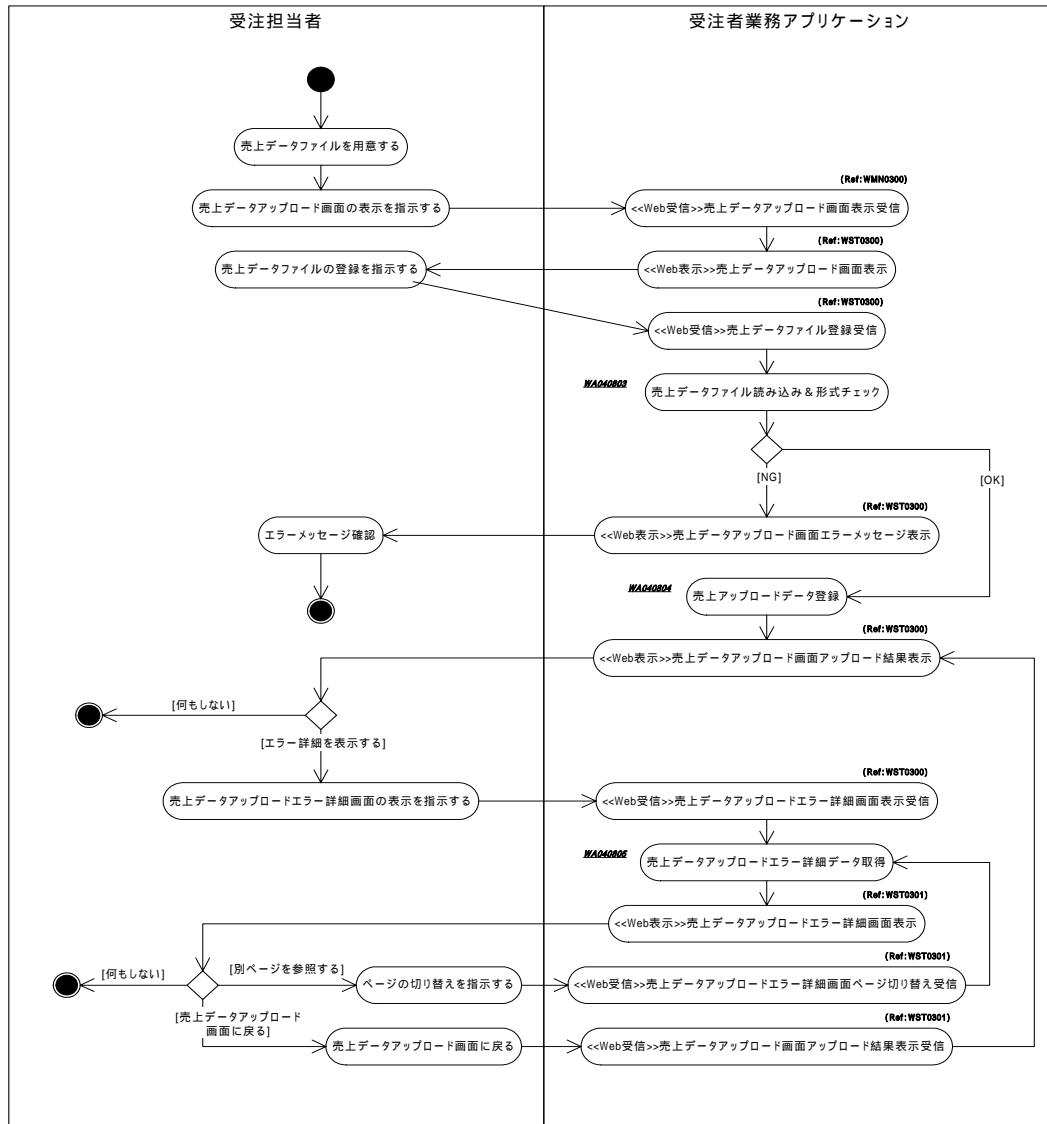 受注担当者
受注者業務アプリケーション
売上データファイルを用意する
(Ref:WMN0300)
売上データアップロード画面の表示を指示する
<<Web受信>>売上データアップロード画面表示受信
(Ref:WST0300)
売上データファイルの登録を指示する
<<Web表示>>売上データアップロード画面表示
(Ref:WST0300)
<<Web受信>>売上データファイル登録受信
WA040803
売上データファイル読み込み＆形式チェック
[NG]
[OK]
(Ref:WST0300)
エラーメッセージ確認
<<Web表示>>売上データアップロード画面エラーメッセージ表示
WA040804
売上アップロードデータ登録
(Ref:WST0300)
<<Web表示>>売上データアップロード画面アップロード結果表示
[何もしない]
[エラー詳細を表示する]
(Ref:WST0300)
売上データアップロードエラー詳細画面の表示を指示する
<<Web受信>>売上データアップロードエラー詳細画面表示受信
WA040805
売上データアップロードエラー詳細データ取得
(Ref:WST0301)
<<Web表示>>売上データアップロードエラー詳細画面表示
(Ref:WST0301)
[何もしない]
[別ページを参照する]
ページの切り替えを指示する
<<Web受信>>売上データアップロードエラー詳細画面ページ切り替え受信
[売上データアップロード
画面に戻る]
(Ref:WST0301)
売上データアップロード画面に戻る
<<Web受信>>売上データアップロード画面アップロード結果表示受信